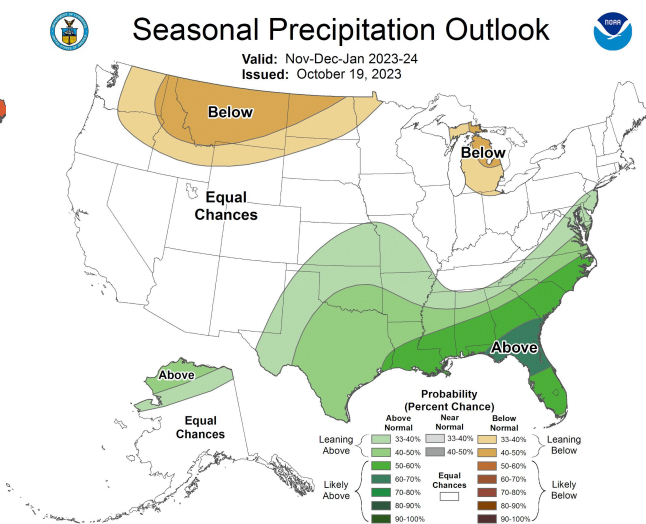 Seasonal Precipitation Outlook
NOAA
Valid: Nov-Dec-Jan 2023-24
Issued: October 19, 2023
Below
Below
Equal
Chances
Above
Above
Equal
Chances
Probability
(Percent Chance)
Above
Normal
Near
Normal
Below
Normal
Leaning
Above
33-40%
40-50%
33-40%
40-50%
33-40%
40-50%
Leaning
Below
Likely
Above
50-60%
60-70%
70-80%
80-90%
90-100%
Equal
Chances
50-60%
60-70%
70-80%
80-90%
90-100%
Likely
Below